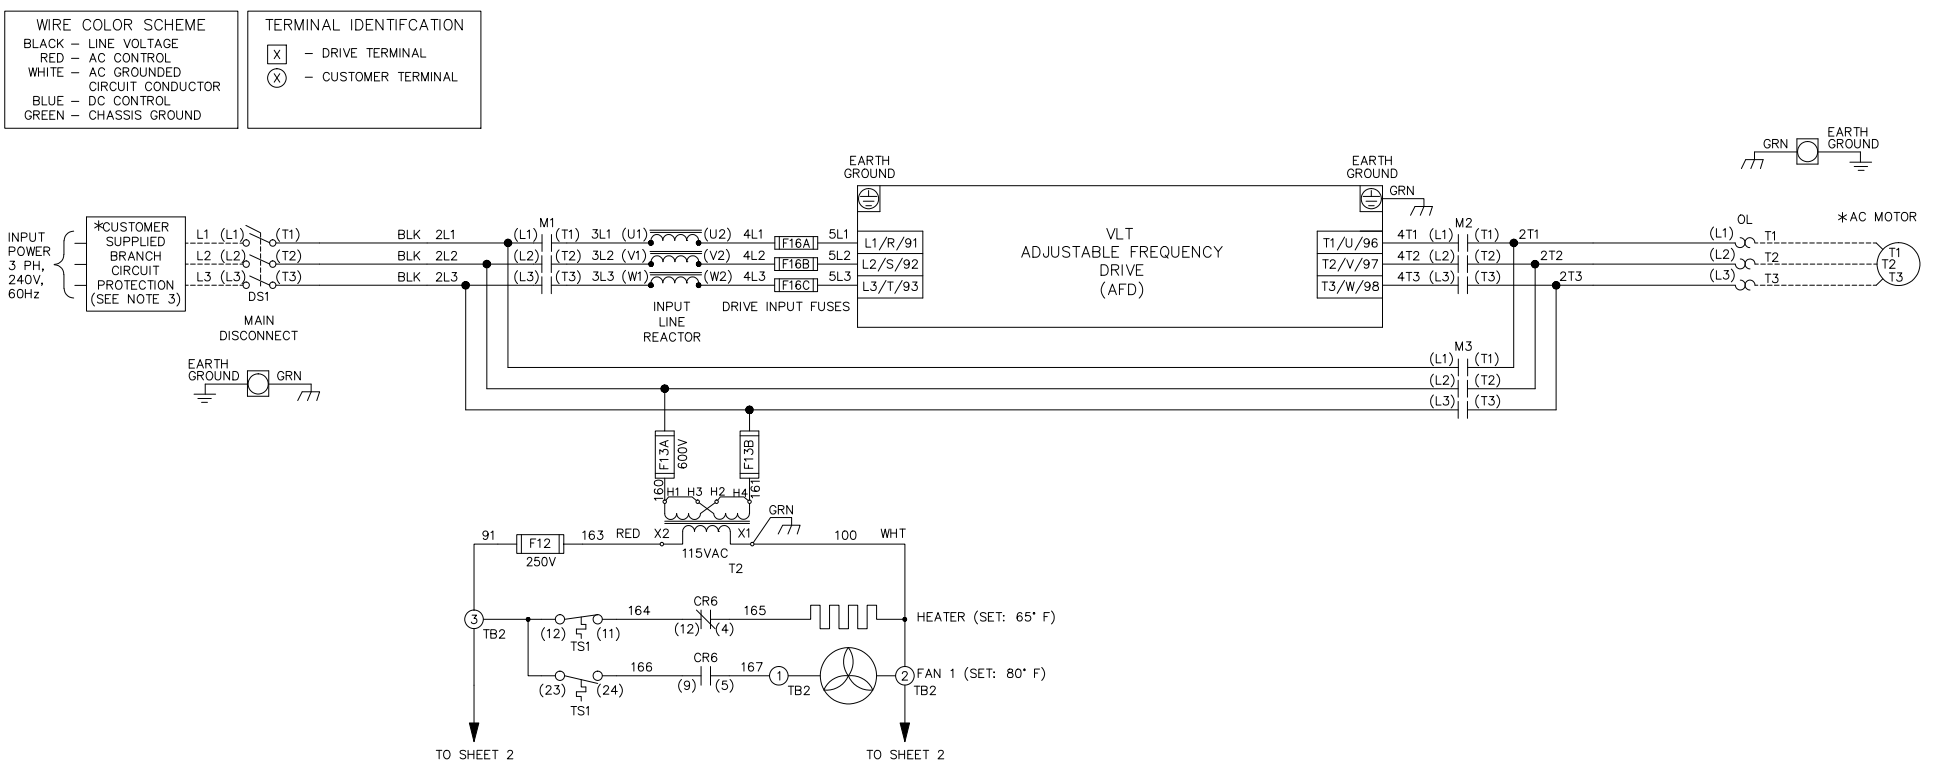 WIRE COLOR SCHEME
BLACK – LINE VOLTAGE
RED – AC CONTROL
WHITE – AC GROUNDED
CIRCUIT CONDUCTOR
BLUE – DC CONTROL
GREEN – CHASSIS GROUND
TERMINAL IDENTIFCATION
X – DRIVE TERMINAL
X – CUSTOMER TERMINAL
INPUT
POWER
3 PH,
240V,
60Hz
*CUSTOMER
SUPPLIED
BRANCH
CIRCUIT
PROTECTION
(SEE NOTE 3)
L1 (L1) (T1) BLK 2L1 (L1) M1 (T1) 3L1 (U1) (U2) 4L1 F16A 5L1 L1/R/91
L2 (L2) (T2) BLK 2L2 (L2) (T2) 3L2 (V1) (V2) 4L2 F16B 5L2 L2/S/92
L3 (L3) (T3) BLK 2L3 (L3) (T3) 3L3 (W1) (W2) 4L3 F16C 5L3 L3/T/93
DS1
MAIN
DISCONNECT
INPUT
LINE
REACTOR
DRIVE INPUT FUSES
EARTH
GROUND
VLT
ADJUSTABLE FREQUENCY
DRIVE
(AFD)
EARTH
GROUND
GRN
T1/U/96 4T1 (L1) M2 (T1) 2T1 (L1) OL T1
T2/V/97 4T2 (L2) (T2) 2T2 (L2) T2
T3/W/98 4T3 (L3) (T3) 2T3 (L3) T3
GRN
EARTH
GROUND
*AC MOTOR
T1
T2
T3
EARTH
GROUND
GRN
M3
(L1) (T1)
(L2) (T2)
(L3) (T3)
F13A
600V
F13B
160
161
H1 H3 H2 H4
GRN
91 F12 163 RED X2 X1 100 WHT
250V
115VAC
T2
3
TB2
(12) (11)
TS1
164
CR6
(12) (4)
165
HEATER (SET: 65° F)
(23) (24)
TS1
166
CR6
(9) (5)
167
1
TB2
2
TB2
FAN 1 (SET: 80° F)
TO SHEET 2
TO SHEET 2